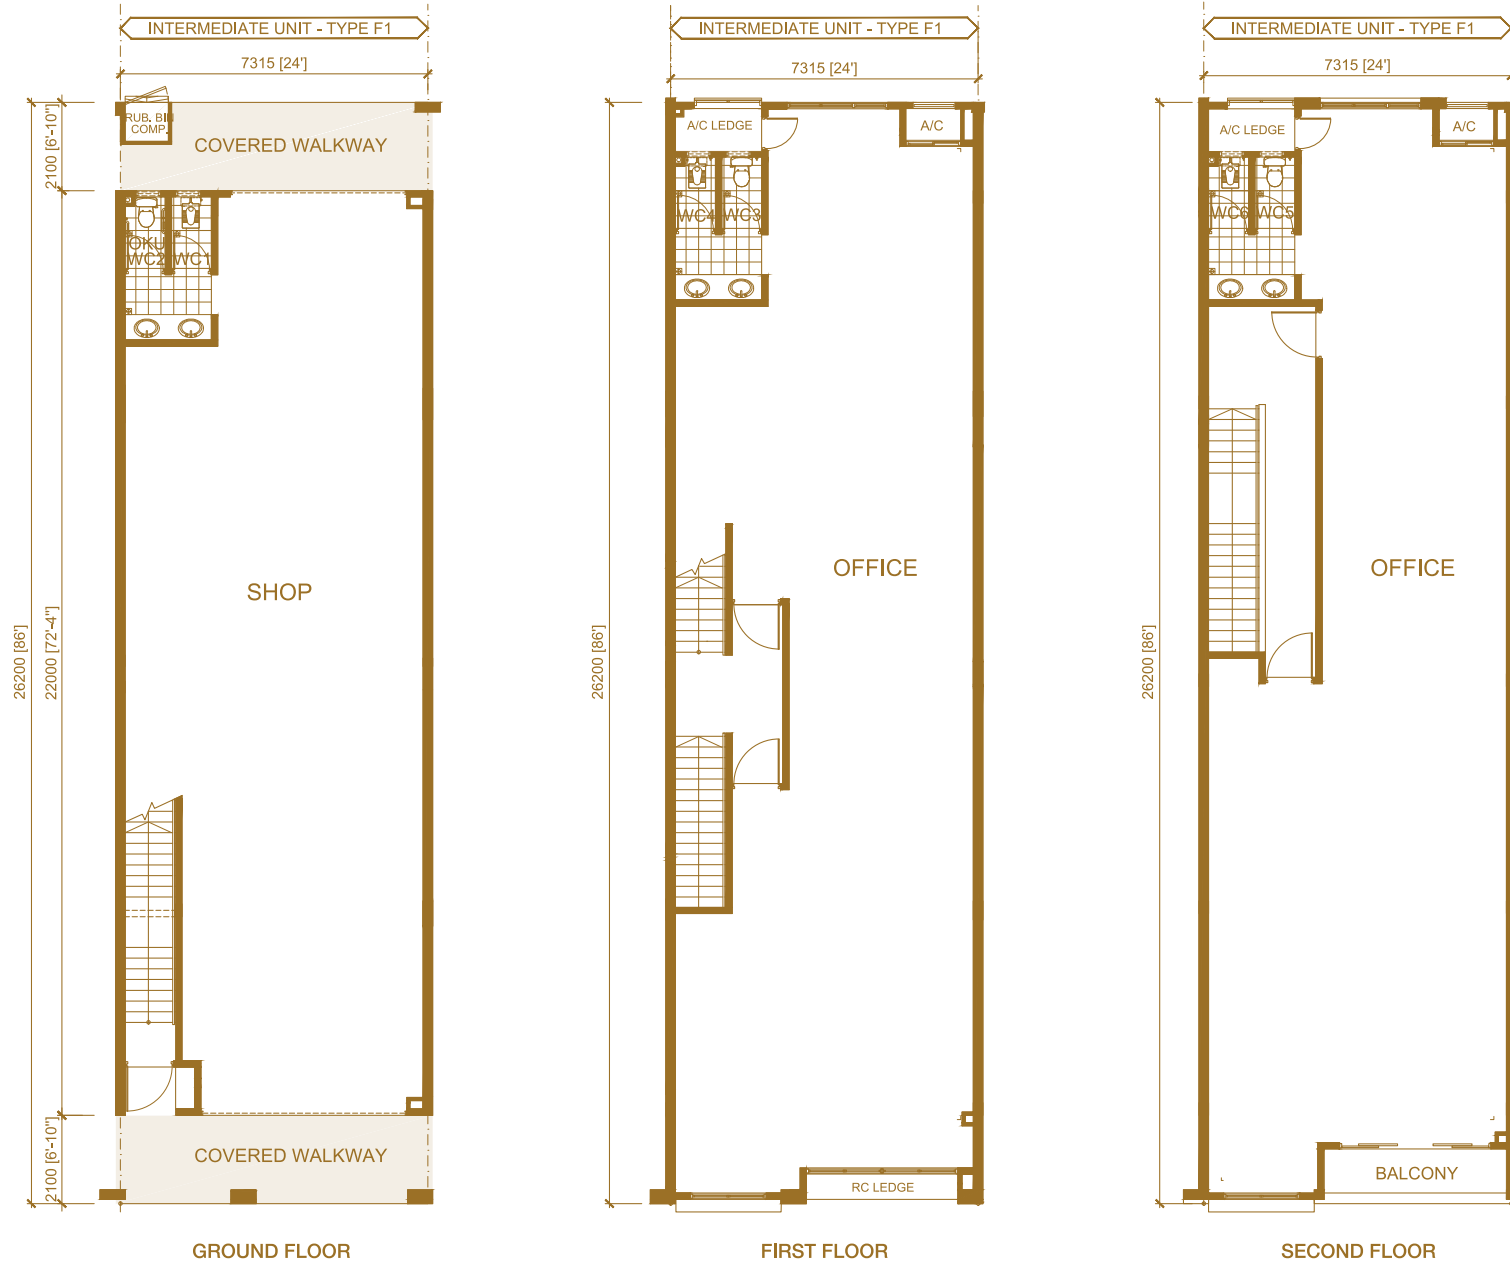 INTERMEDIATE UNIT - TYPE F1
7315 [24']
RUB. BIN
COMP.
COVERED WALKWAY
2100 [6'-10"]
OKU
WC2
WC1
SHOP
26200 [86']
22000 [72'-4"]
2100 [6'-10"]
COVERED WALKWAY
GROUND FLOOR
INTERMEDIATE UNIT - TYPE F1
7315 [24']
A/C LEDGE
A/C
WC4
WC3
OFFICE
26200 [86']
RC LEDGE
FIRST FLOOR
INTERMEDIATE UNIT - TYPE F1
7315 [24']
A/C LEDGE
A/C
WC6
WC5
OFFICE
26200 [86']
BALCONY
SECOND FLOOR